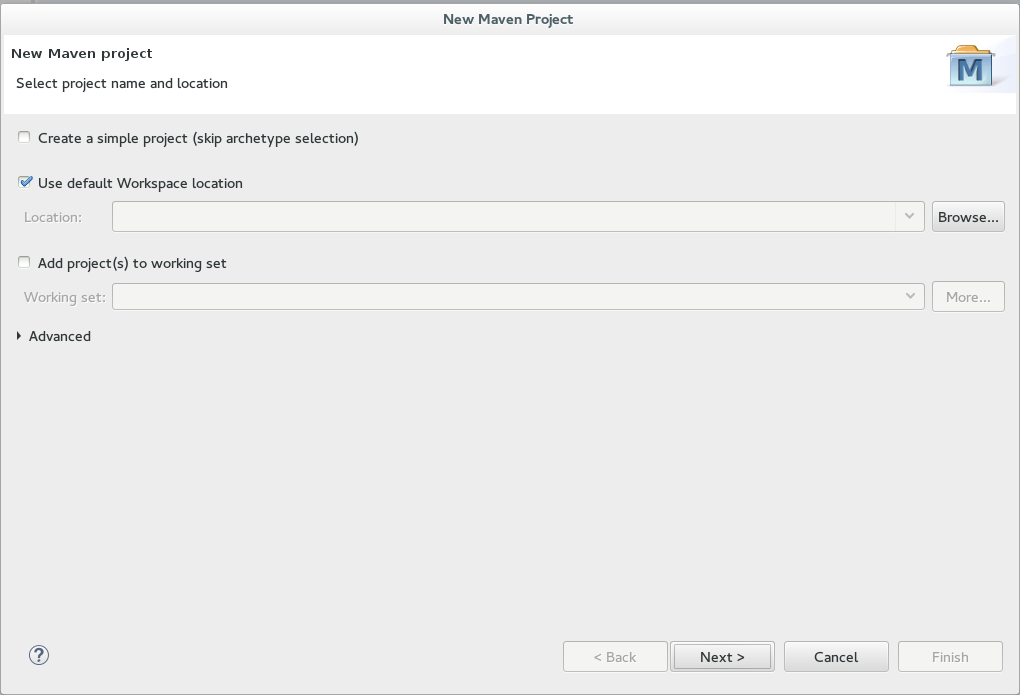 New Maven Project
New Maven project
Select project name and location
M
Create a simple project (skip archetype selection)
Use default Workspace location
Location:
Browse...
Add project(s) to working set
Working set:
More...
Advanced
?
< Back
Next >
Cancel
Finish